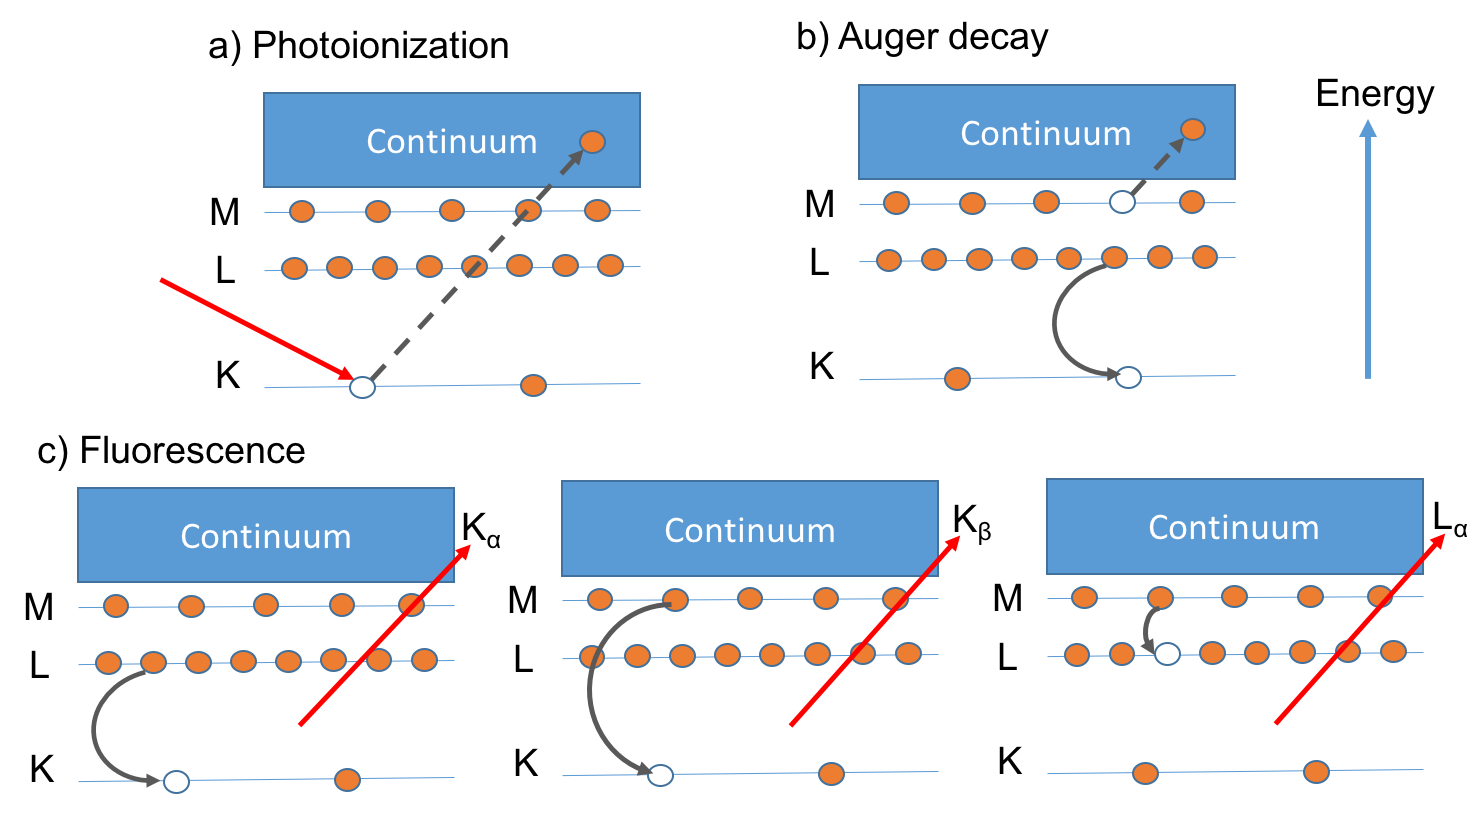 a) Photoionization
Continuum
M
L
K
b) Auger decay
Continuum
M
L
K
Energy
c) Fluorescence
Continuum
Kα
M
L
K
Continuum
Kβ
M
L
K
Continuum
Lα
M
L
K